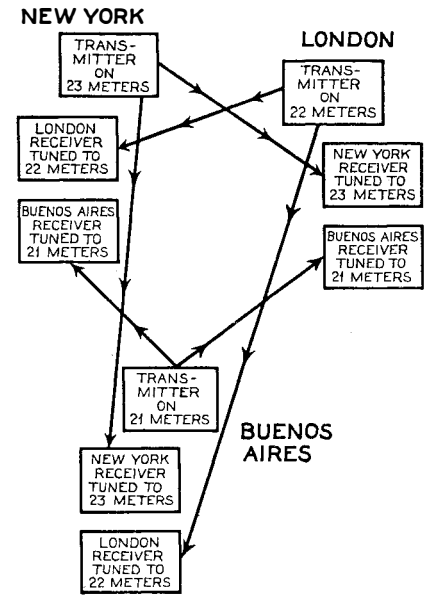 NEW YORK
TRANS-
MITTER
ON
23 METERS
LONDON
RECEIVER
TUNED TO
22 METERS
BUENOS AIRES
RECEIVER
TUNED TO
21 METERS
LONDON
TRANS-
MITTER
ON
22 METERS
NEW YORK
RECEIVER
TUNED TO
23 METERS
BUENOS AIRES
RECEIVER
TUNED TO
21 METERS
TRANS-
MITTER
ON
21 METERS
BUENOS
AIRES
NEW YORK
RECEIVER
TUNED TO
23 METERS
LONDON
RECEIVER
TUNED TO
22 METERS